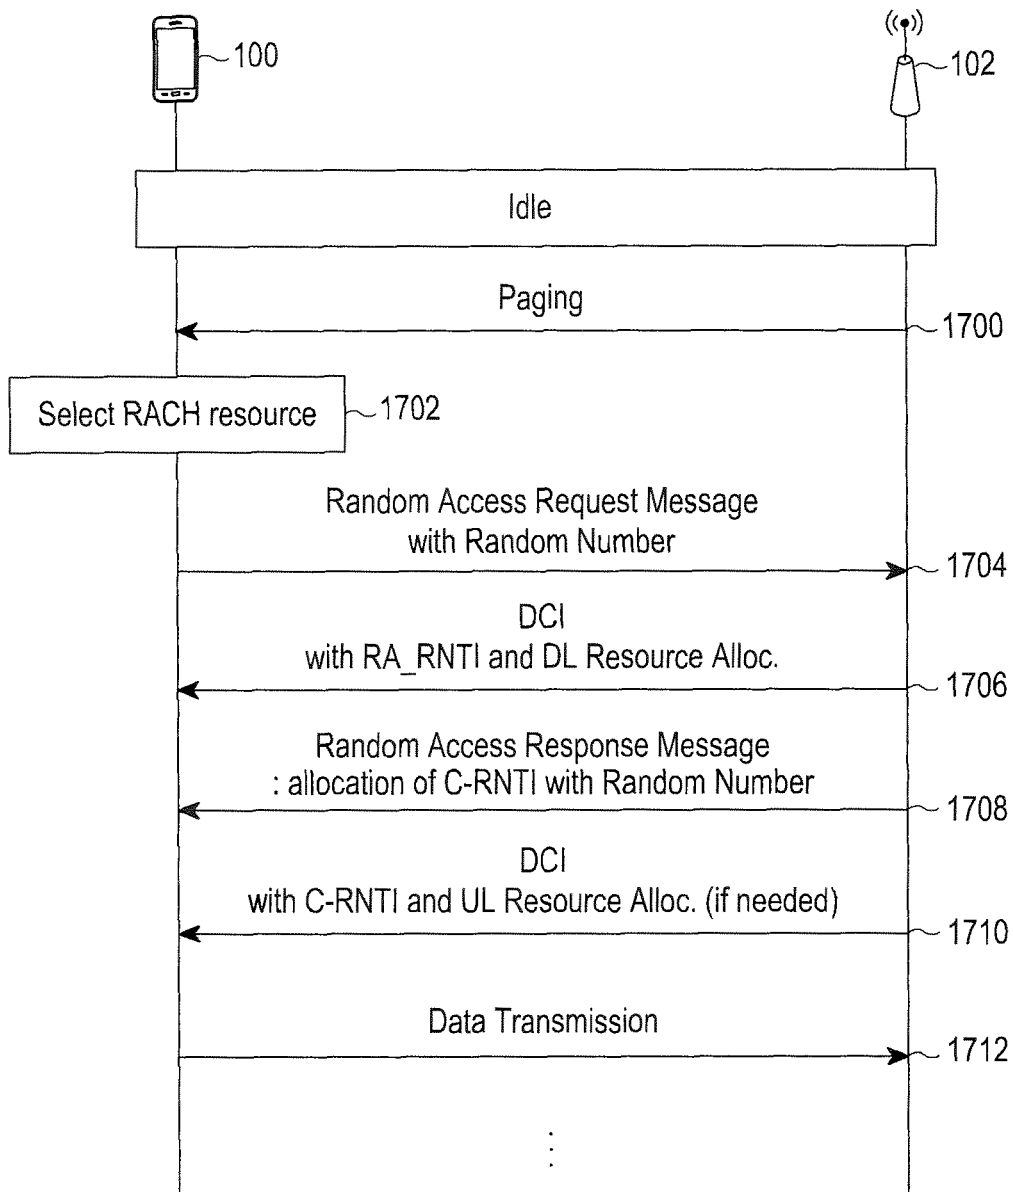 100
102
Idle
Paging
1700
Select RACH resource
1702
Random Access Request Message
with Random Number
1704
DCI
with RA_RNTI and DL Resource Alloc.
1706
Random Access Response Message
: allocation of C-RNTI with Random Number
1708
DCI
with C-RNTI and UL Resource Alloc. (if needed)
1710
Data Transmission
1712